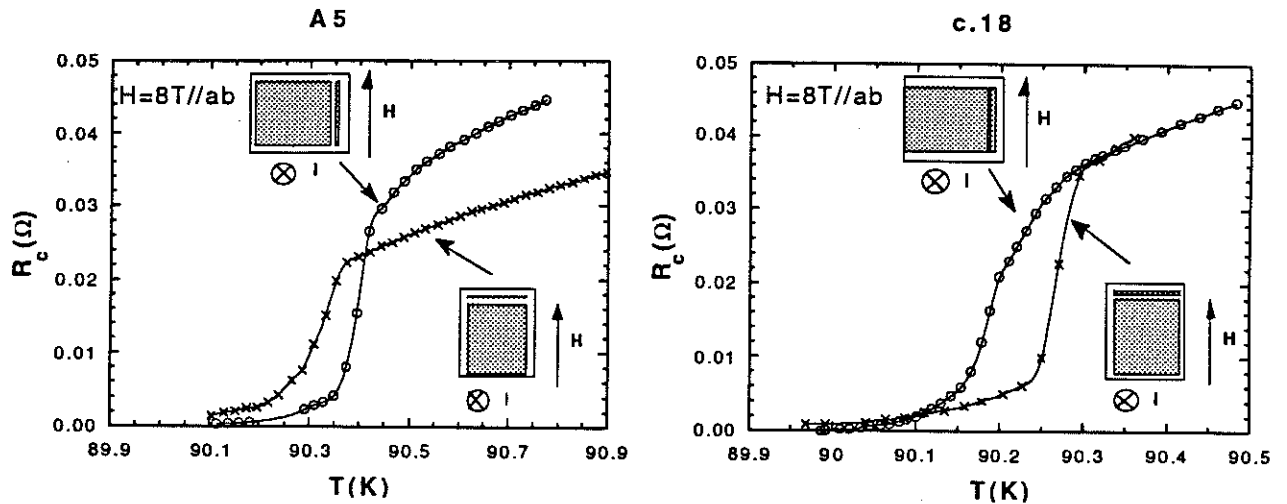 A5
H=8T//ab
H
I
H
I
R_c(Ω)
0.05
0.04
0.03
0.02
0.01
0.00
89.9
90.1
90.3
90.5
90.7
90.9
T(K)
c.18
H=8T//ab
H
I
H
I
R_c(Ω)
0.05
0.04
0.03
0.02
0.01
0.00
89.9
90
90.1
90.2
90.3
90.4
90.5
T(K)